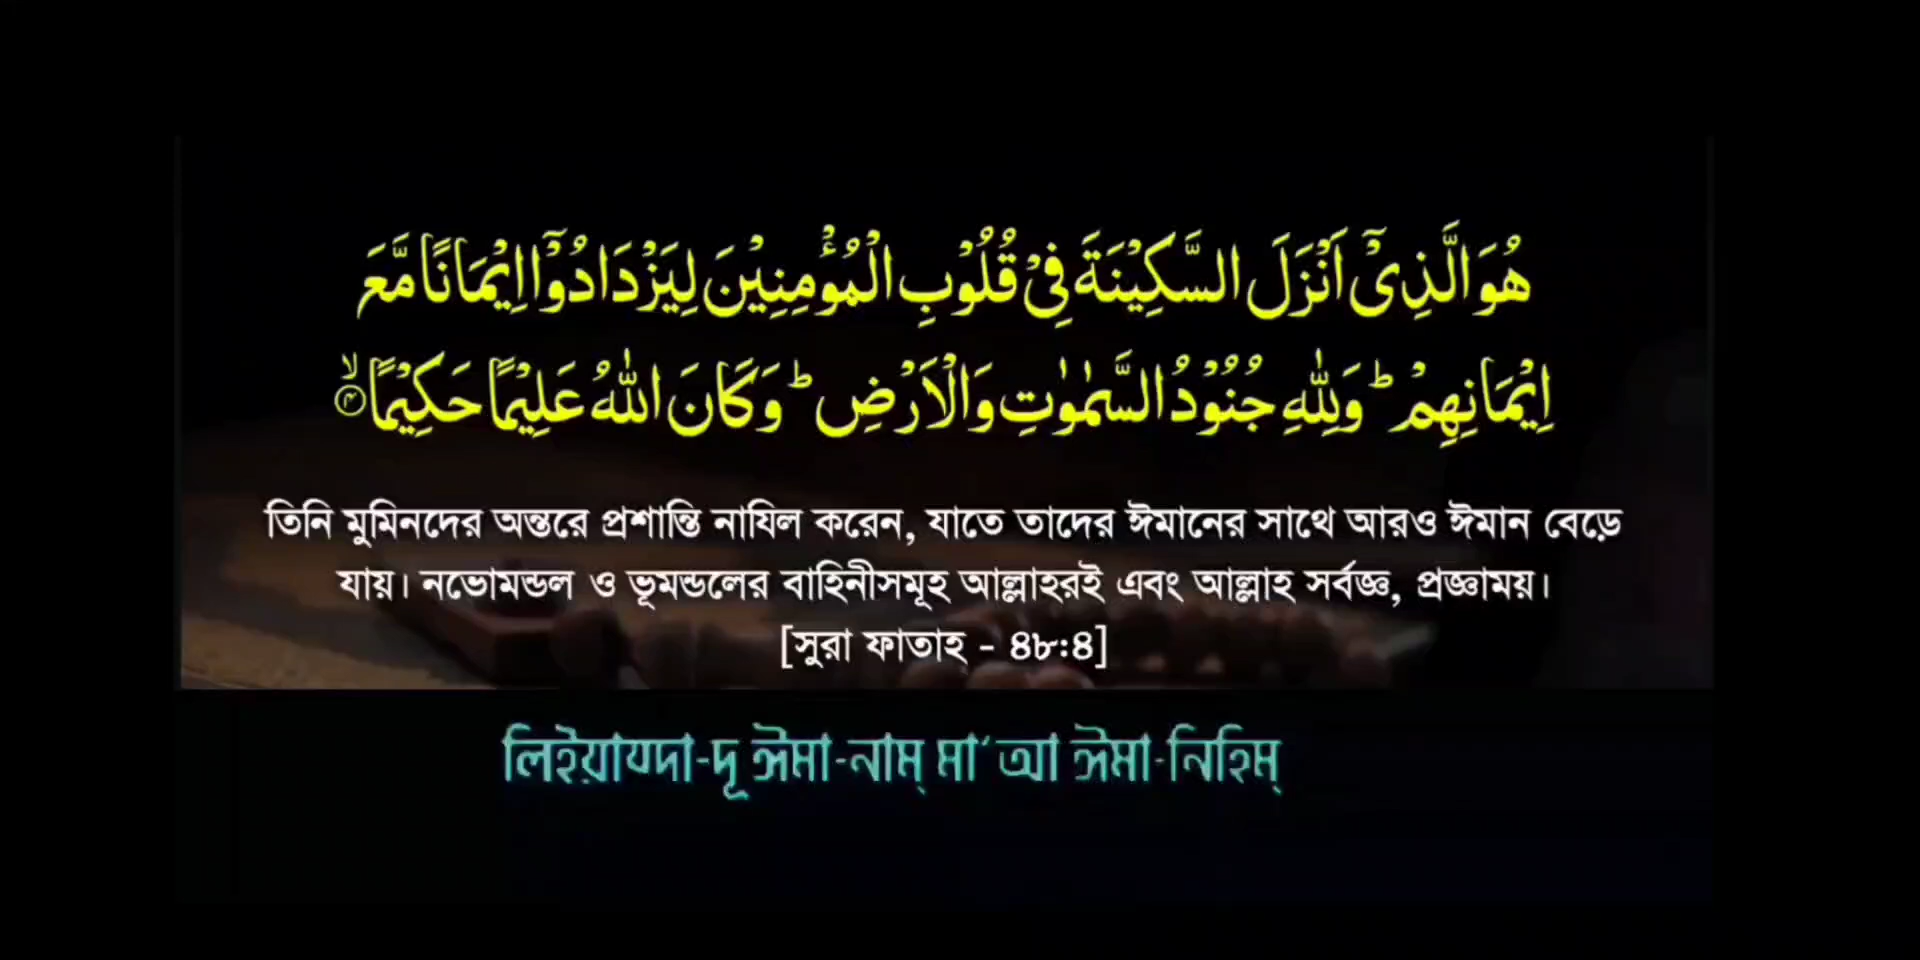 هُوَ الَّذِیْۤ اَنْزَلَ السَّكِیْنَةَ فِیْ قُلُوْبِ الْمُؤْمِنِیْنَ لِیَزْدَادُوْۤا اِیْمَانًا مَّعَ
اِیْمَانِهِمْ ؕ وَلِلّٰهِ جُنُوْدُ السَّمٰوٰتِ وَالْاَرْضِ ؕ وَكَانَ اللّٰهُ عَلِیْمًا حَكِیْمًا ۙ﴿۴﴾
তিনি মুমিনদের অন্তরে প্রশান্তি নাযিল করেন, যাতে তাদের ঈমানের সাথে আরও ঈমান বেড়ে
যায়। নভোমন্ডল ও ভূমন্ডলের বাহিনীসমূহ আল্লাহরই এবং আল্লাহ সর্বজ্ঞ, প্রজ্ঞাময়।
[সুরা ফাতাহ - ৪৮:৪]
লিইয়াযদা-দূ ঈমা-নাম্ মা‘আ ঈমা-নিহিম্